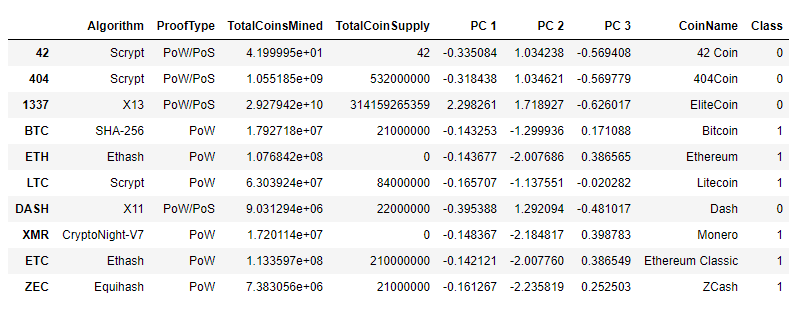 Algorithm ProofType TotalCoinsMined TotalCoinSupply PC 1 PC 2 PC 3 CoinName Class
42 Scrypt PoW/PoS 4.199995e+01 42 -0.335084 1.034238 -0.569408 42 Coin 0
404 Scrypt PoW/PoS 1.055185e+09 532000000 -0.318438 1.034621 -0.569779 404Coin 0
1337 X13 PoW/PoS 2.927942e+10 314159265359 2.298261 1.718927 -0.626017 EliteCoin 0
BTC SHA-256 PoW 1.792718e+07 21000000 -0.143253 -1.299936 0.171088 Bitcoin 1
ETH Ethash PoW 1.076842e+08 0 -0.143677 -2.007686 0.386565 Ethereum 1
LTC Scrypt PoW 6.303924e+07 84000000 -0.165707 -1.137551 -0.020282 Litecoin 1
DASH X11 PoW/PoS 9.031294e+06 22000000 -0.395388 1.292094 -0.481017 Dash 0
XMR CryptoNight-V7 PoW 1.720114e+07 0 -0.148367 -2.184817 0.398783 Monero 1
ETC Ethash PoW 1.133597e+08 210000000 -0.142121 -2.007760 0.386549 Ethereum Classic 1
ZEC Equihash PoW 7.383056e+06 21000000 -0.161267 -2.235819 0.252503 ZCash 1